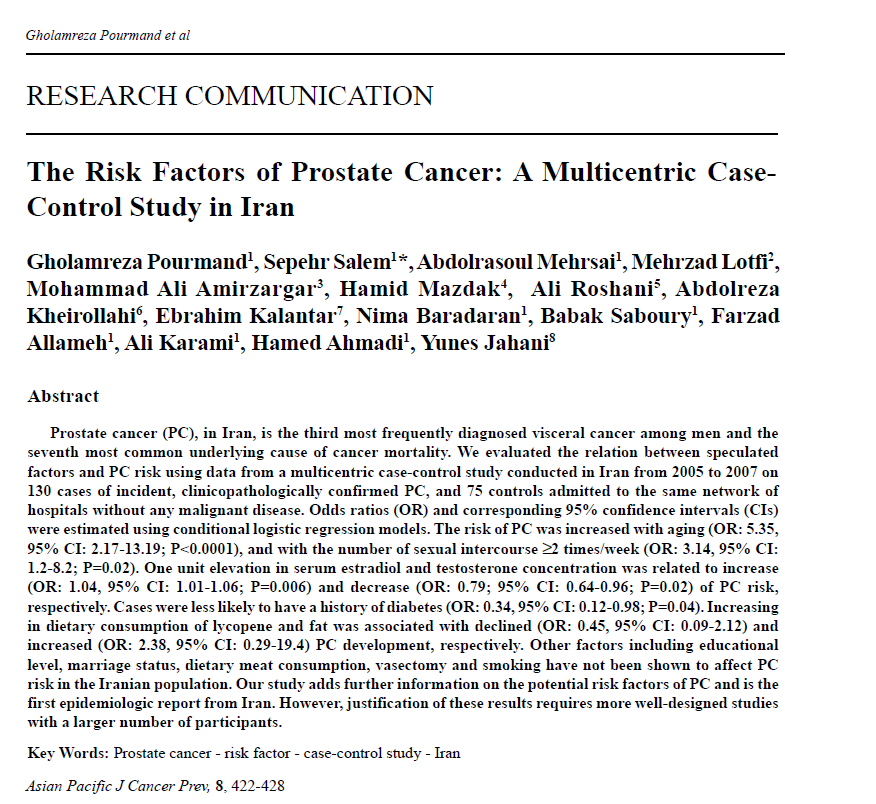 Gholamreza Pourmand et al
RESEARCH COMMUNICATION
The Risk Factors of Prostate Cancer: A Multicentric Case-
Control Study in Iran
Gholamreza Pourmand¹, Sepehr Salem¹*, Abdolrasoul Mehrsai¹, Mehrzad Lotfi²,
Mohammad Ali Amirzargar³, Hamid Mazdak⁴, Ali Roshani⁵, Abdolreza
Kheirollahi⁶, Ebrahim Kalantar⁷, Nima Baradaran¹, Babak Saboury¹, Farzad
Allameh¹, Ali Karami¹, Hamed Ahmadi¹, Yunes Jahani⁸
Abstract
Prostate cancer (PC), in Iran, is the third most frequently diagnosed visceral cancer among men and the
seventh most common underlying cause of cancer mortality. We evaluated the relation between speculated
factors and PC risk using data from a multicentric case-control study conducted in Iran from 2005 to 2007 on
130 cases of incident, clinicopathologically confirmed PC, and 75 controls admitted to the same network of
hospitals without any malignant disease. Odds ratios (OR) and corresponding 95% confidence intervals (CIs)
were estimated using conditional logistic regression models. The risk of PC was increased with aging (OR: 5.35,
95% CI: 2.17-13.19; P<0.0001), and with the number of sexual intercourse ≥2 times/week (OR: 3.14, 95% CI:
1.2-8.2; P=0.02). One unit elevation in serum estradiol and testosterone concentration was related to increase
(OR: 1.04, 95% CI: 1.01-1.06; P=0.006) and decrease (OR: 0.79; 95% CI: 0.64-0.96; P=0.02) of PC risk,
respectively. Cases were less likely to have a history of diabetes (OR: 0.34, 95% CI: 0.12-0.98; P=0.04). Increasing
in dietary consumption of lycopene and fat was associated with declined (OR: 0.45, 95% CI: 0.09-2.12) and
increased (OR: 2.38, 95% CI: 0.29-19.4) PC development, respectively. Other factors including educational
level, marriage status, dietary meat consumption, vasectomy and smoking have not been shown to affect PC
risk in the Iranian population. Our study adds further information on the potential risk factors of PC and is the
first epidemiologic report from Iran. However, justification of these results requires more well-designed studies
with a larger number of participants.
Key Words: Prostate cancer - risk factor - case-control study - Iran
Asian Pacific J Cancer Prev, 8, 422-428